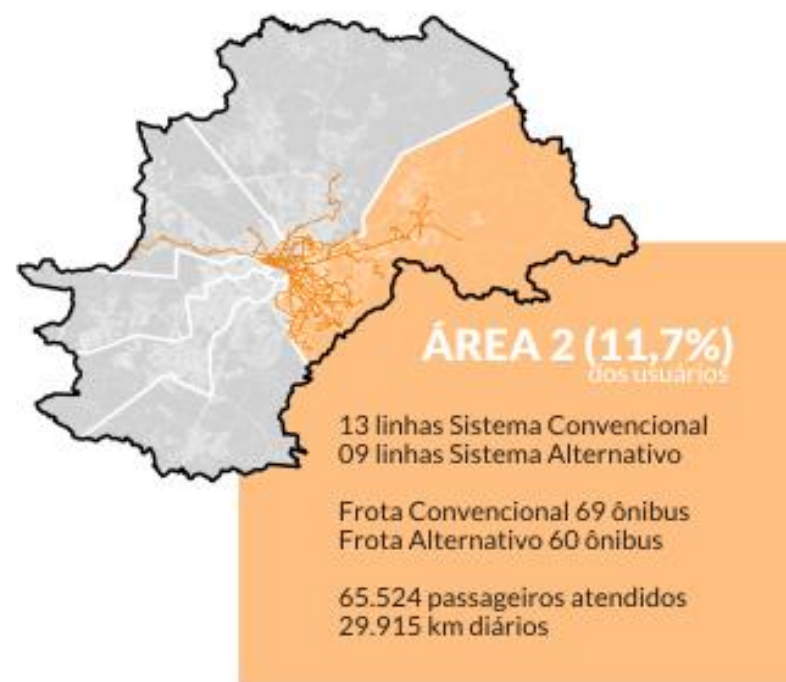 ÁREA 2 (11,7%)
dos usuários
13 linhas Sistema Convencional
09 linhas Sistema Alternativo
Frota Convencional 69 ônibus
Frota Alternativo 60 ônibus
65.524 passageiros atendidos
29.915 km diários